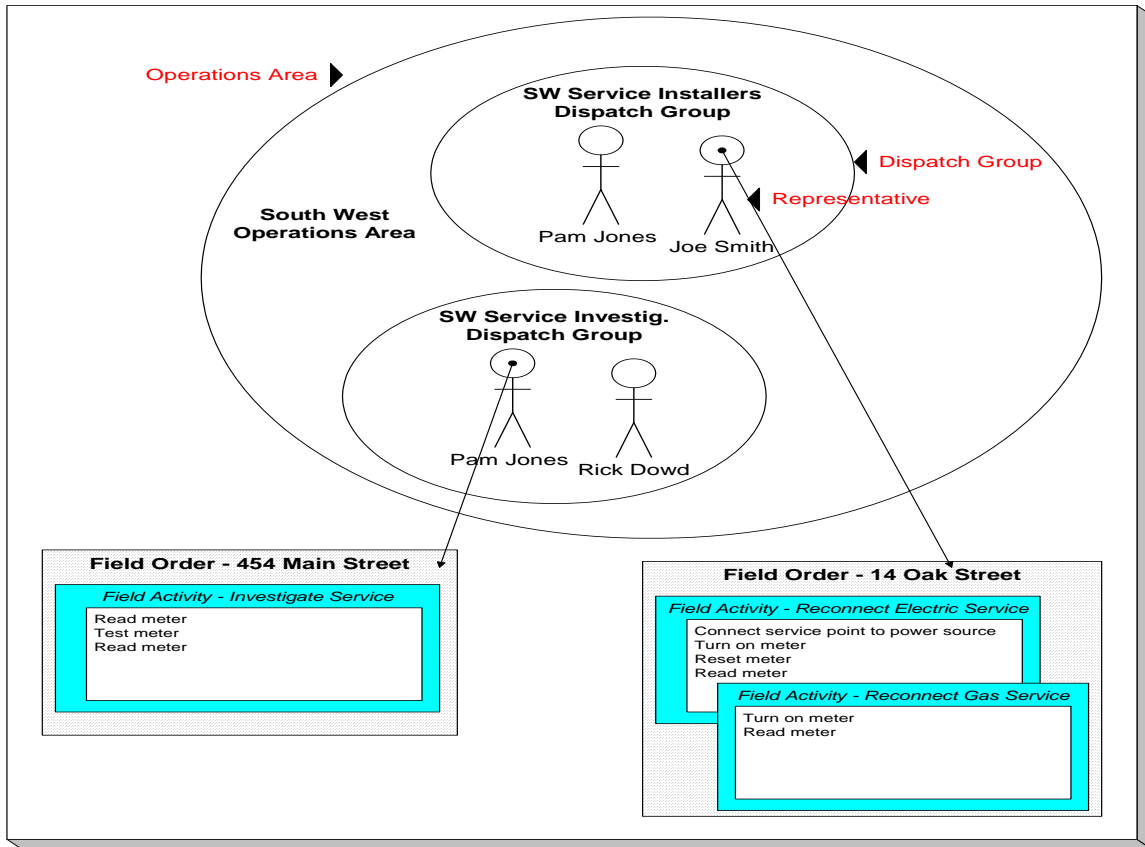 Operations Area
SW Service Installers
Dispatch Group
Dispatch Group
Representative
South West
Operations Area
Pam Jones
Joe Smith
SW Service Investig.
Dispatch Group
Pam Jones
Rick Dowd
Field Order - 454 Main Street
Field Activity - Investigate Service
Read meter
Test meter
Read meter
Field Order - 14 Oak Street
Field Activity - Reconnect Electric Service
Connect service point to power source
Turn on meter
Reset meter
Read meter
Field Activity - Reconnect Gas Service
Turn on meter
Read meter